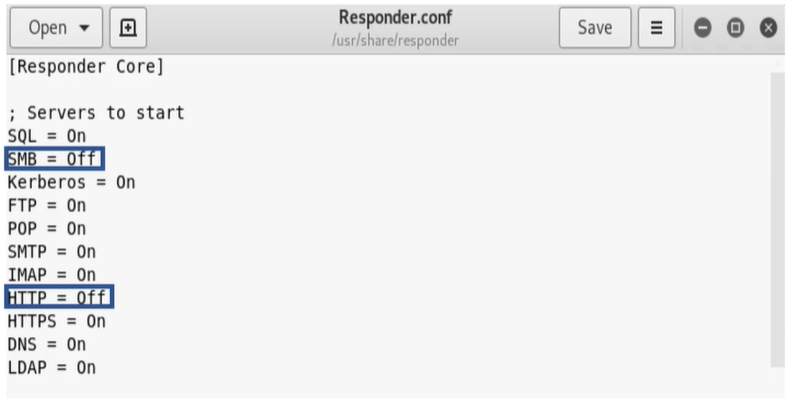 Open
Responder.conf
/usr/share/responder
Save
[Responder Core]
; Servers to start
SQL = On
SMB = Off
Kerberos = On
FTP = On
POP = On
SMTP = On
IMAP = On
HTTP = Off
HTTPS = On
DNS = On
LDAP = On